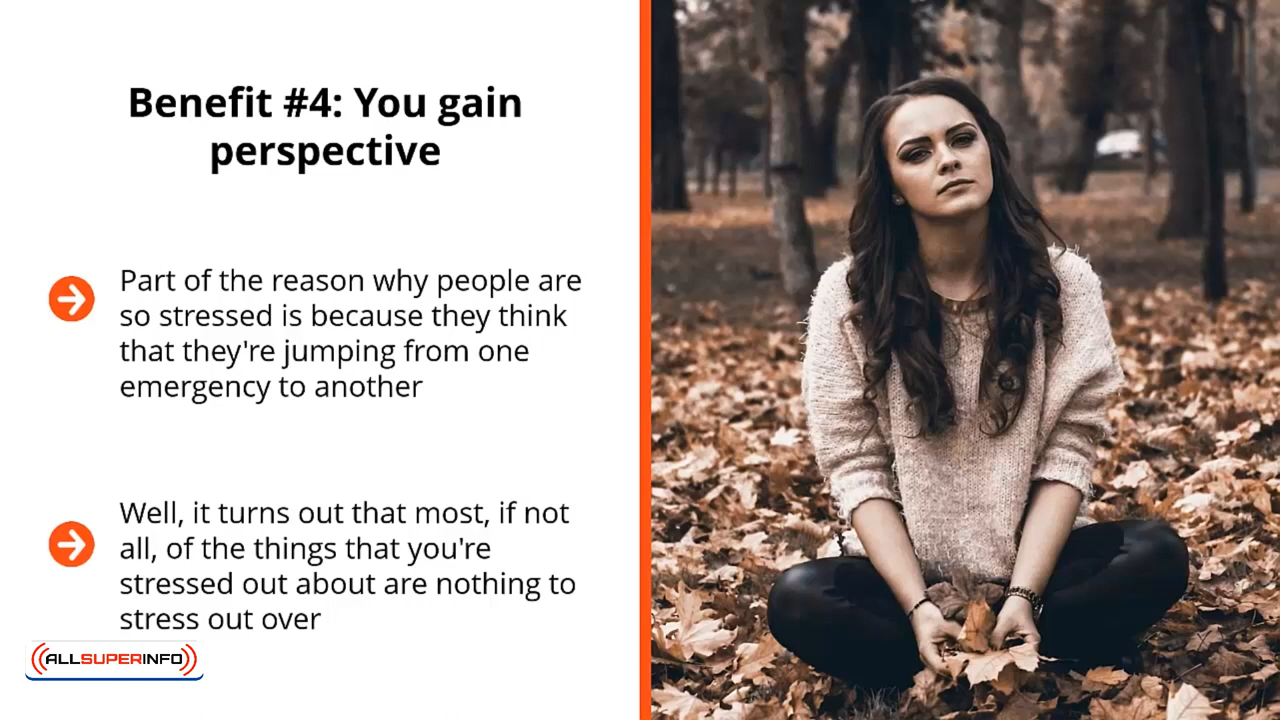 Benefit #4: You gain
perspective
Part of the reason why people are
so stressed is because they think
that they're jumping from one
emergency to another
Well, it turns out that most, if not
all, of the things that you're
stressed out about are nothing to
stress out over
ALLSUPERINFO